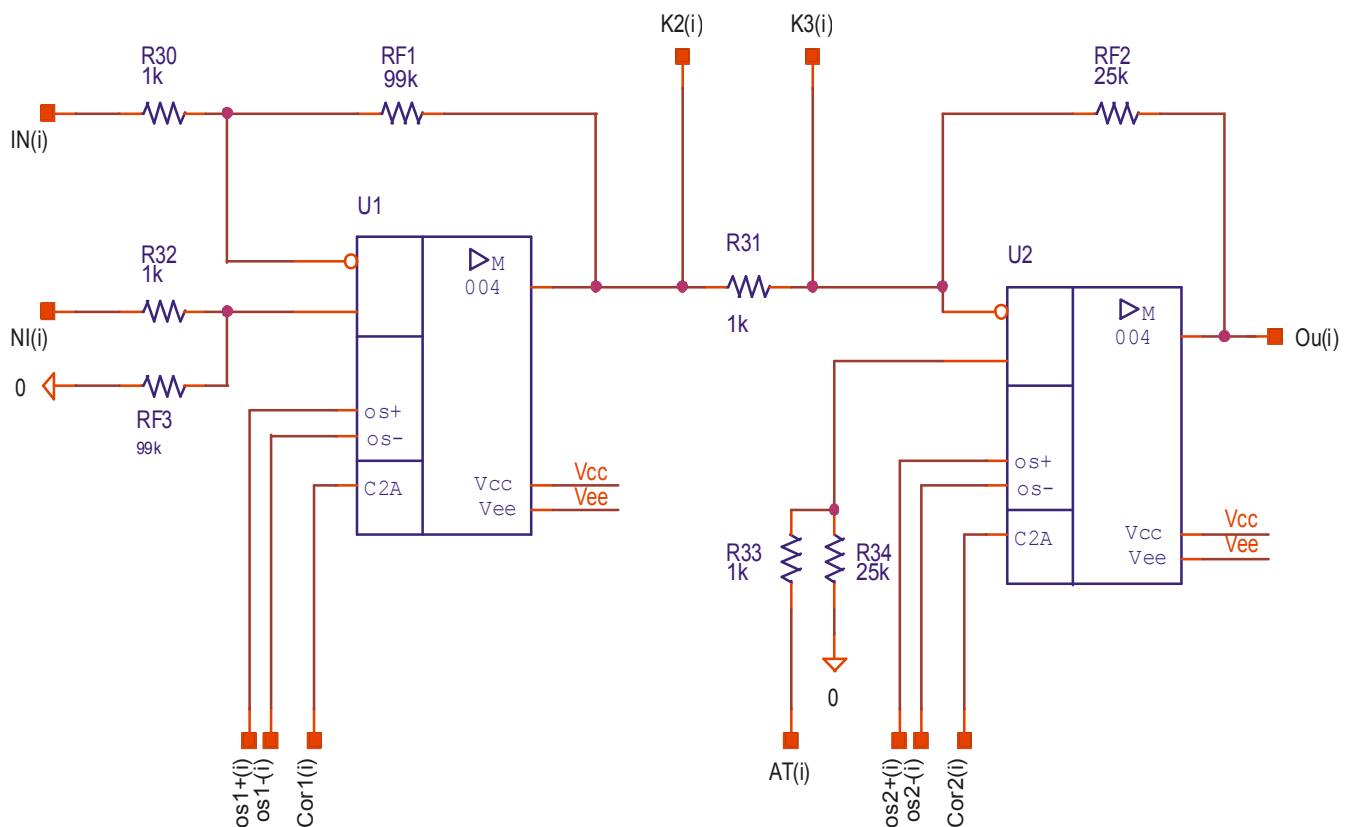 K2(i)
K3(i)
R30
1k
RF1
99k
RF2
25k
IN(i)
U1
R32
1k
M
004
R31
1k
U2
M
004
NI(i)
Ou(i)
0
RF3
99k
os+
os-
C2A
Vcc
Vee
Vcc
Vee
os+
os-
C2A
Vcc
Vee
Vcc
Vee
R33
1k
R34
25k
0
os1+(i)
os1-(i)
Cor1(i)
AT(i)
os2+(i)
os2-(i)
Cor2(i)